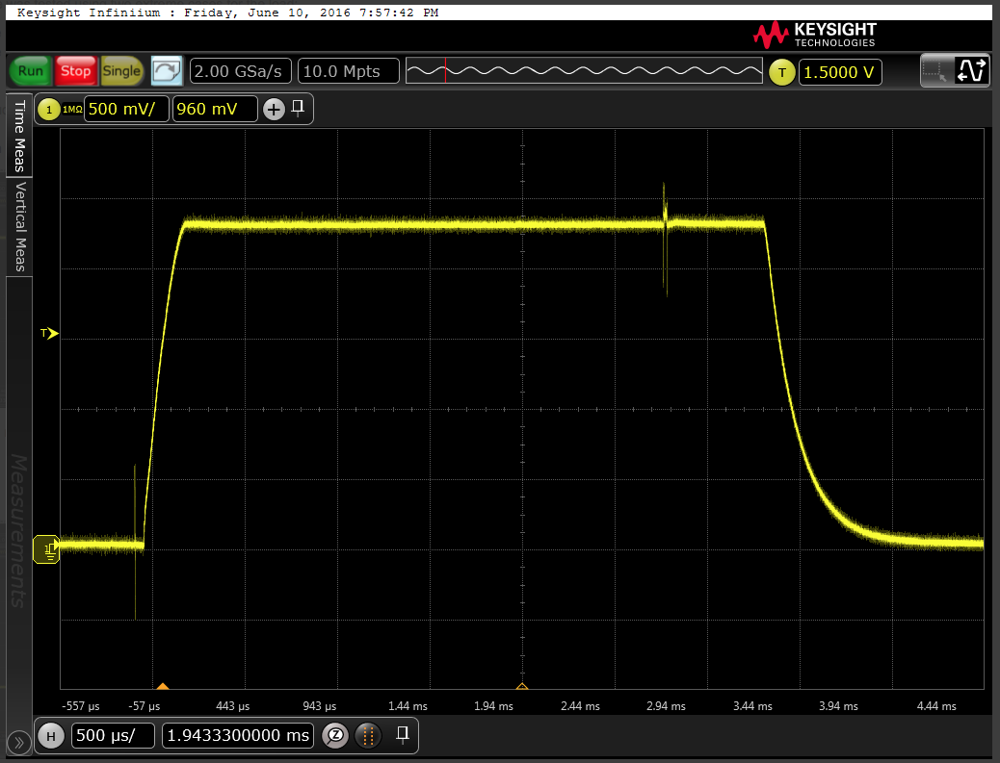 Keysight Infiniium : Friday, June 10, 2016 7:57:42 PM
KEYSIGHT
TECHNOLOGIES
Run Stop Single 2.00 GSa/s 10.0 Mpts T 1.5000 V
1 1MΩ 500 mV/ 960 mV
Time Meas
Vertical Meas
Measurements
T
1
-557 µs -57 µs 443 µs 943 µs 1.44 ms 1.94 ms 2.44 ms 2.94 ms 3.44 ms 3.94 ms 4.44 ms
H 500 µs/ 1.9433300000 ms Z